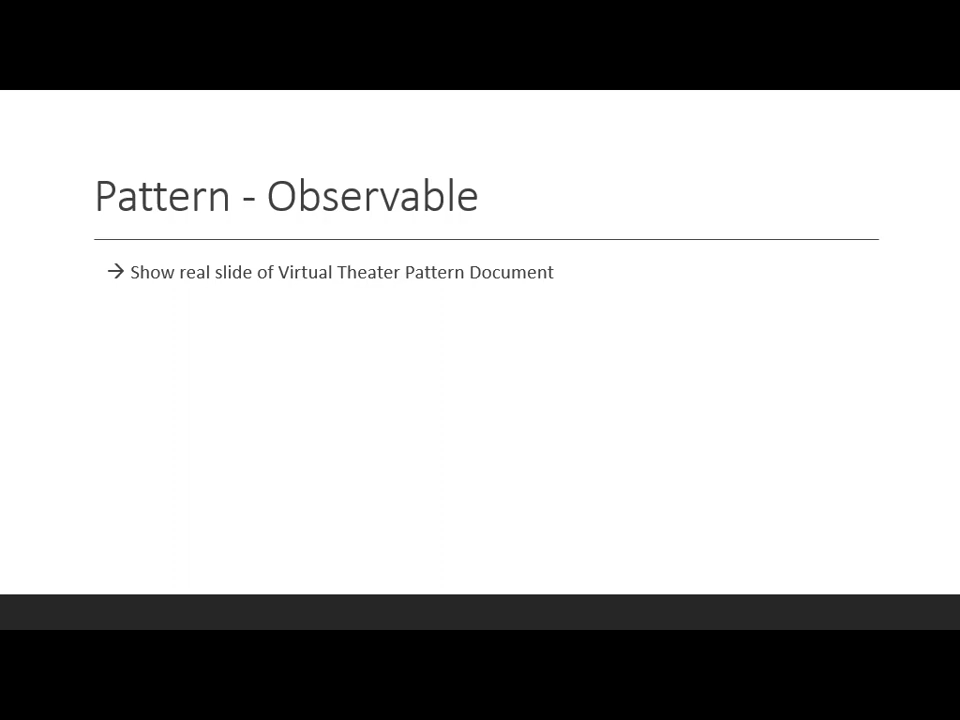 Pattern - Observable
→ Show real slide of Virtual Theater Pattern Document